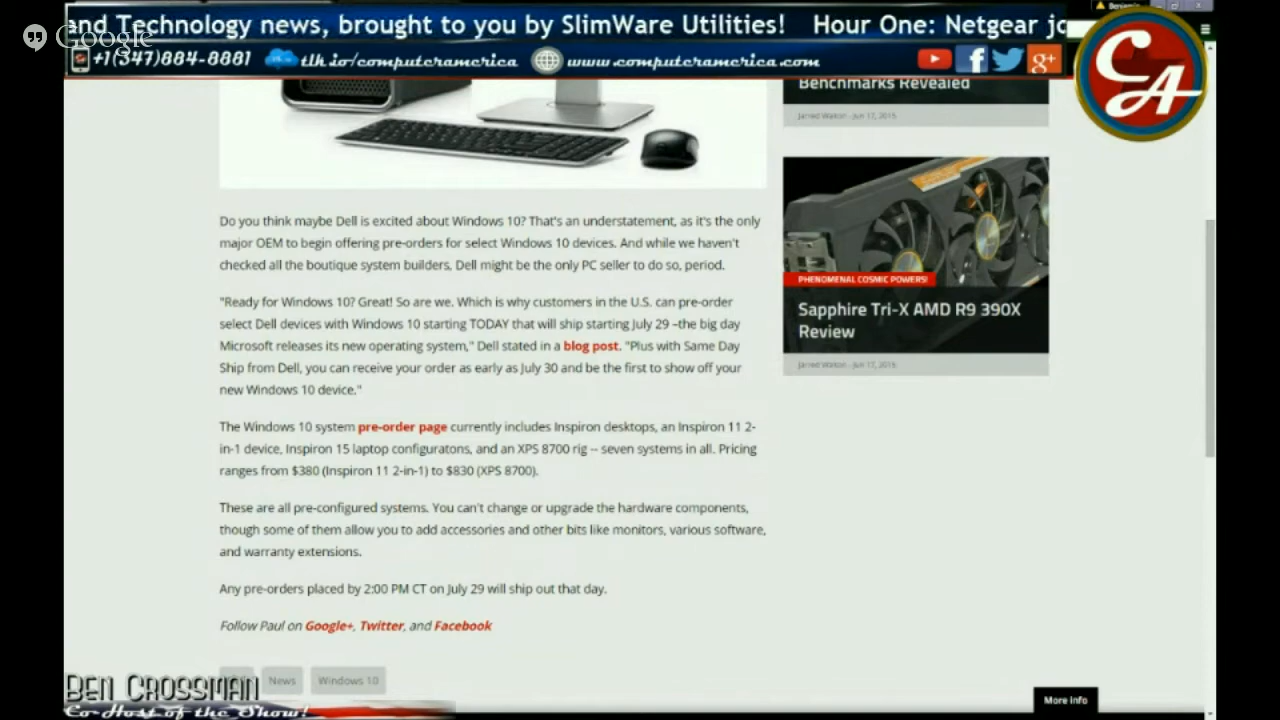 and Technology news, brought to you by SlimWare Utilities! Hour One: Netgear jo
Google
+1(347)884-8881 tlk.io/computeramerica www.computeramerica.com
CA
Benchmarks Revealed
Jarred Walton - Jun 17, 2015
Do you think maybe Dell is excited about Windows 10? That's an understatement, as it's the only
major OEM to begin offering pre-orders for select Windows 10 devices. And while we haven't
checked all the boutique system builders, Dell might be the only PC seller to do so, period.
"Ready for Windows 10? Great! So are we. Which is why customers in the U.S. can pre-order
select Dell devices with Windows 10 starting TODAY that will ship starting July 29 –the big day
Microsoft releases its new operating system," Dell stated in a blog post. "Plus with Same Day
Ship from Dell, you can receive your order as early as July 30 and be the first to show off your
new Windows 10 device."
The Windows 10 system pre-order page currently includes Inspiron desktops, an Inspiron 11 2-
in-1 device, Inspiron 15 laptop configuratons, and an XPS 8700 rig -- seven systems in all. Pricing
ranges from $380 (Inspiron 11 2-in-1) to $830 (XPS 8700).
These are all pre-configured systems. You can't change or upgrade the hardware components,
though some of them allow you to add accessories and other bits like monitors, various software,
and warranty extensions.
Any pre-orders placed by 2:00 PM CT on July 29 will ship out that day.
Follow Paul on Google+, Twitter, and Facebook
PHENOMENAL COSMIC POWERS!
Sapphire Tri-X AMD R9 390X
Review
Jarred Walton - Jun 17, 2015
News Windows 10
BEN CROSSMAN
Co-Host of the Show!
More info